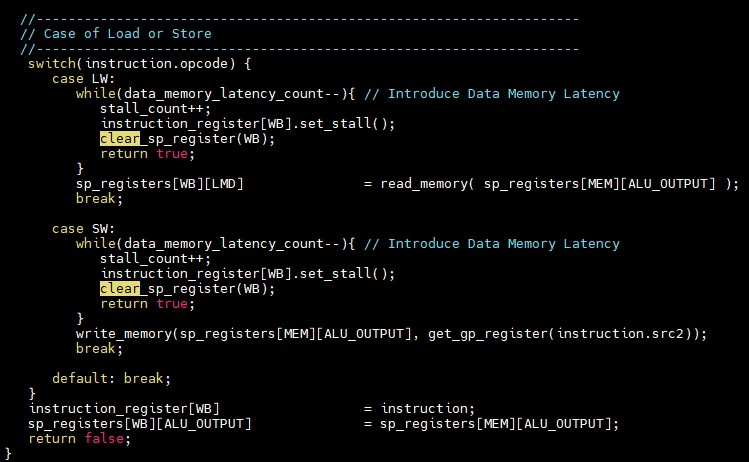 //--------------------------------------------------------------------
// Case of Load or Store
//--------------------------------------------------------------------
switch(instruction.opcode) {
case LW:
while(data_memory_latency_count--){ // Introduce Data Memory Latency
stall_count++;
instruction_register[WB].set_stall();
clear_sp_register(WB);
return true;
}
sp_registers[WB][LMD] = read_memory( sp_registers[MEM][ALU_OUTPUT] );
break;
case SW:
while(data_memory_latency_count--){ // Introduce Data Memory Latency
stall_count++;
instruction_register[WB].set_stall();
clear_sp_register(WB);
return true;
}
write_memory(sp_registers[MEM][ALU_OUTPUT], get_gp_register(instruction.src2));
break;
default: break;
}
instruction_register[WB] = instruction;
sp_registers[WB][ALU_OUTPUT] = sp_registers[MEM][ALU_OUTPUT];
return false;
}